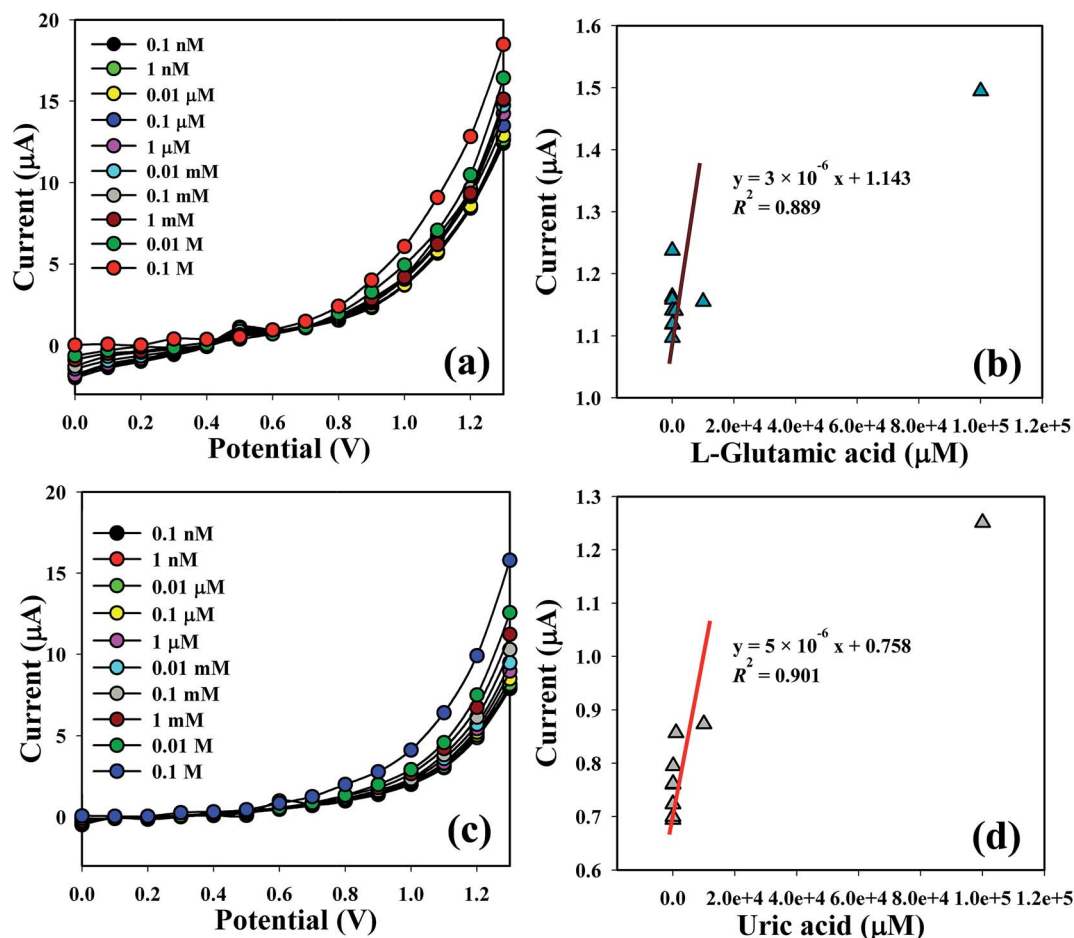 20
15
10
5
0
Current (μA)
0.1 nM
1 nM
0.01 μM
0.1 μM
1 μM
0.01 mM
0.1 mM
1 mM
0.01 M
0.1 M
(a)
0.0 0.2 0.4 0.6 0.8 1.0 1.2
Potential (V)
1.6
1.5
1.4
1.3
1.2
1.1
1.0
Current (μA)
y = 3 × 10⁻⁶ x + 1.143
R² = 0.889
(b)
0.0 2.0e+4 4.0e+4 6.0e+4 8.0e+4 1.0e+5 1.2e+5
L-Glutamic acid (μM)
20
15
10
5
0
Current (μA)
0.1 nM
1 nM
0.01 μM
0.1 μM
1 μM
0.01 mM
0.1 mM
1 mM
0.01 M
0.1 M
(c)
0.0 0.2 0.4 0.6 0.8 1.0 1.2
Potential (V)
1.3
1.2
1.1
1.0
0.9
0.8
0.7
0.6
Current (μA)
y = 5 × 10⁻⁶ x + 0.758
R² = 0.901
(d)
0.0 2.0e+4 4.0e+4 6.0e+4 8.0e+4 1.0e+5 1.2e+5
Uric acid (μM)